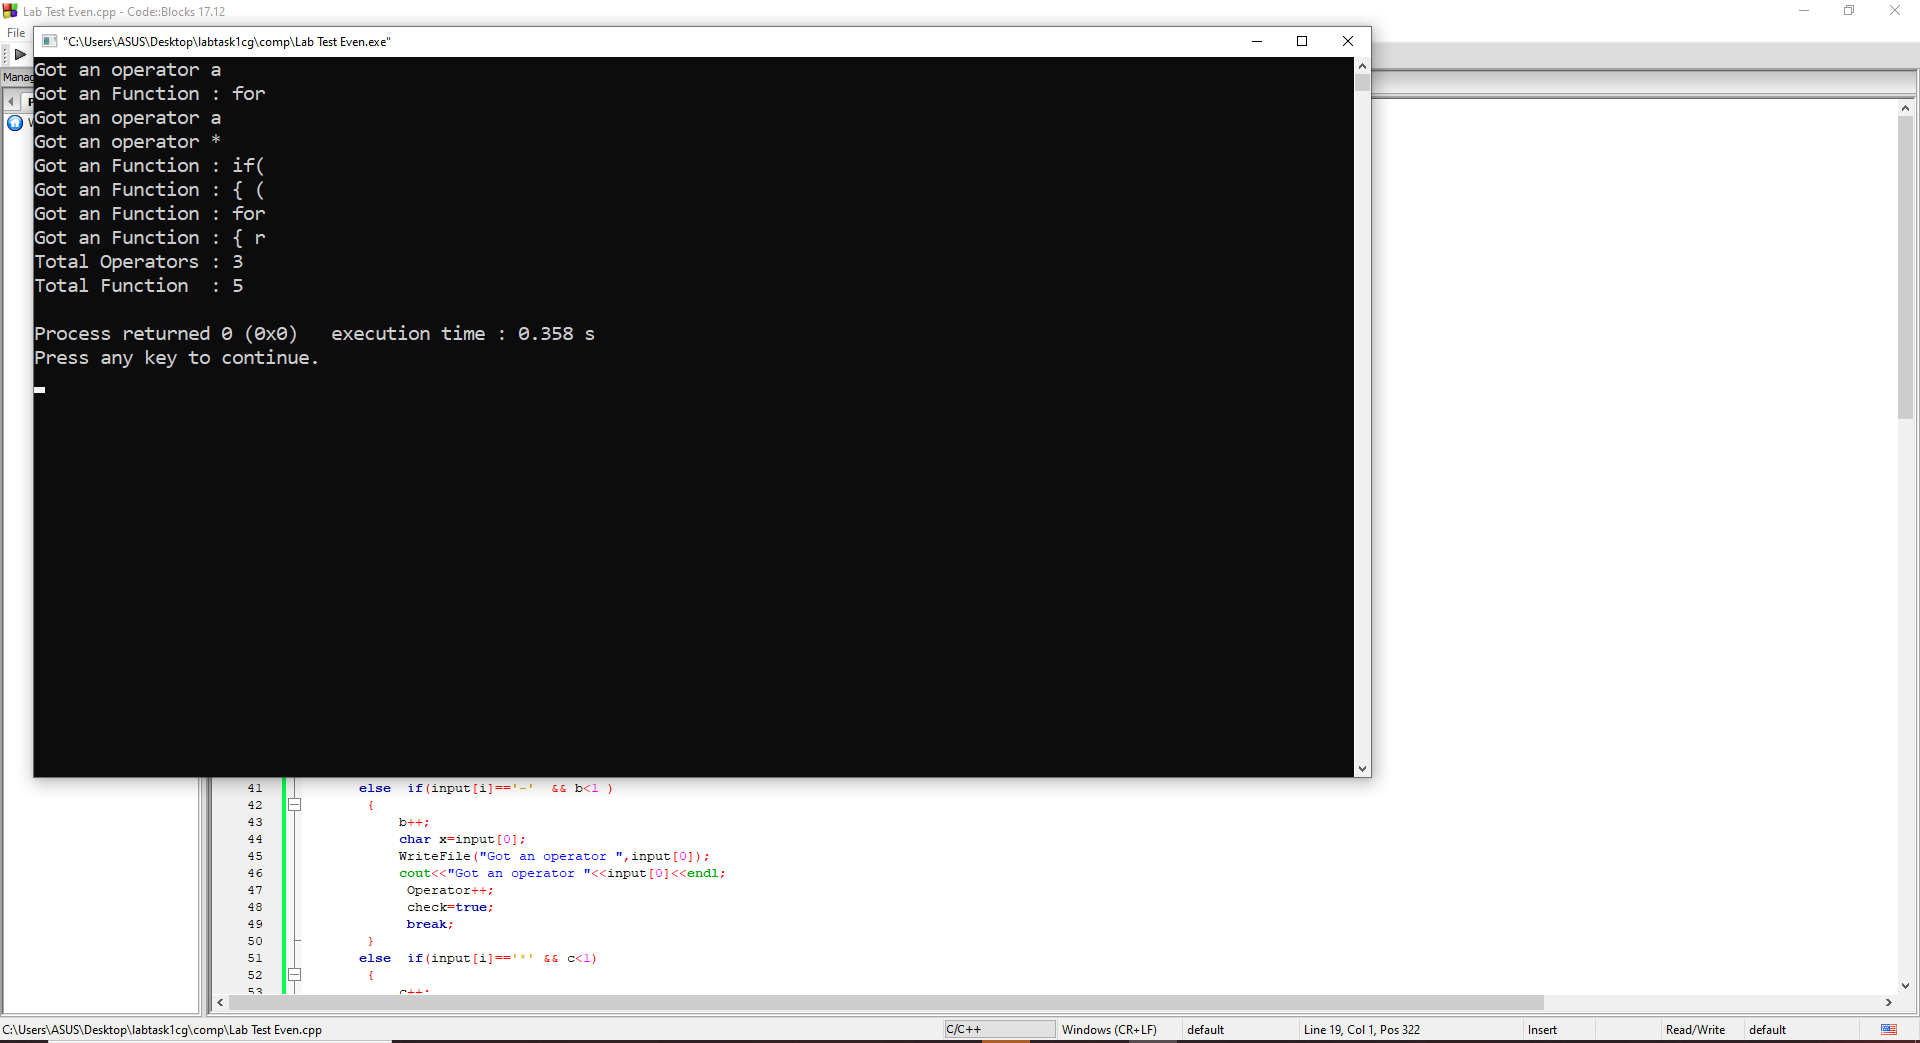 Lab Test Even.cpp - Code::Blocks 17.12
File
"C:\Users\ASUS\Desktop\labtask1cg\comp\Lab Test Even.exe"
Manag
Got an operator a
Got an Function : for
Got an operator a
Got an operator *
Got an Function : if(
Got an Function : { (
Got an Function : for
Got an Function : { r
Total Operators : 3
Total Function  : 5
Process returned 0 (0x0)   execution time : 0.358 s
Press any key to continue.
41 else  if(input[i]=='-'  && b<1 )
42 {
43 b++;
44 char x=input[0];
45 WriteFile("Got an operator ",input[0]);
46 cout<<"Got an operator "<<input[0]<<endl;
47 Operator++;
48 check=true;
49 break;
50 }
51 else  if(input[i]=='*' && c<1)
52 {
53 c++;
C:\Users\ASUS\Desktop\labtask1cg\comp\Lab Test Even.cpp C/C++ Windows (CR+LF) default Line 19, Col 1, Pos 322 Insert Read/Write default